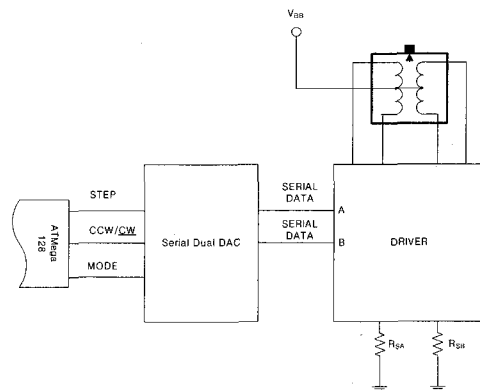 VBB
STEP
CCW/CW
MODE
ATMega
128
Serial Dual DAC
SERIAL
DATA
SERIAL
DATA
A
B
DRIVER
RSA
RSB